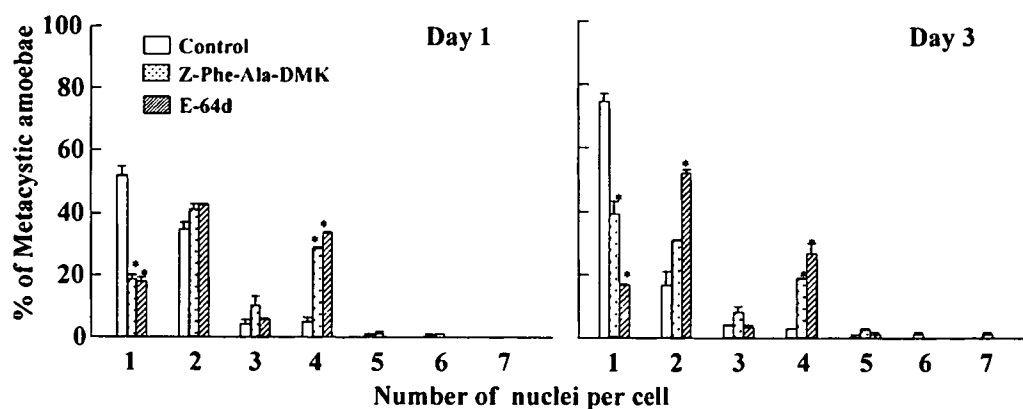 100
80
60
40
20
0
% of Metacystic amoebae
Day 1
Day 3
Control
Z-Phe-Ala-DMK
E-64d
* * * *
* * * * *
1 2 3 4 5 6 7
1 2 3 4 5 6 7
Number of nuclei per cell